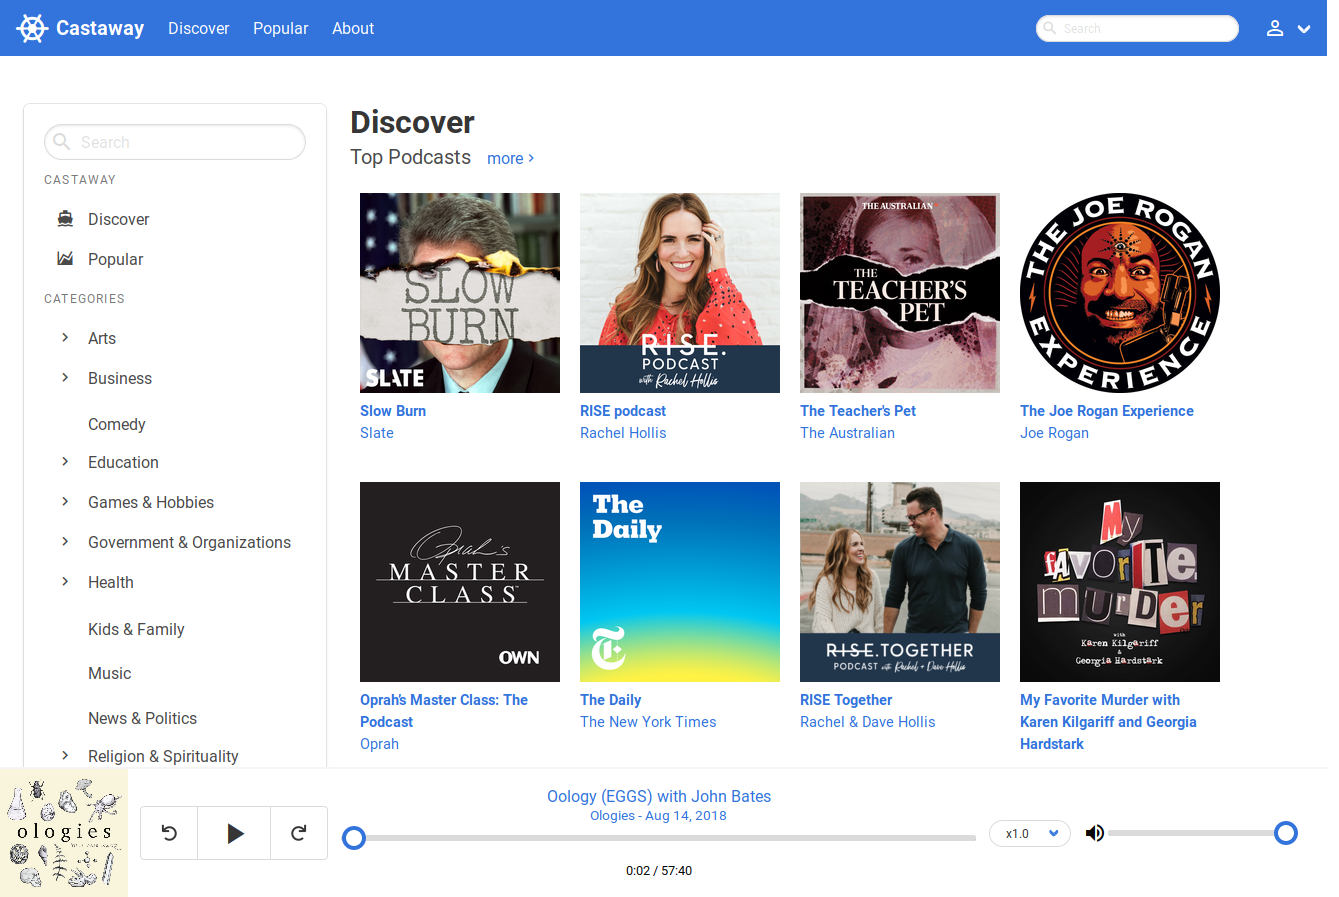 Castaway
Discover
Popular
About
Search
Search
CASTAWAY
Discover
Popular
CATEGORIES
Arts
Business
Comedy
Education
Games & Hobbies
Government & Organizations
Health
Kids & Family
Music
News & Politics
Religion & Spirituality
Discover
Top Podcasts more
SLOW
BURN
SLATE
Slow Burn
Slate
RISE.
PODCAST
with Rachel Hollis
RISE podcast
Rachel Hollis
THE AUSTRALIAN
THE
TEACHER'S
PET
The Teacher's Pet
The Australian
THE JOE ROGAN
EXPERIENCE
The Joe Rogan Experience
Joe Rogan
Oprah's
MASTER
CLASS
OWN
Oprah's Master Class: The
Podcast
Oprah
The
Daily
T
The Daily
The New York Times
RISE.TOGETHER
PODCAST with Rachel + Dave Hollis
RISE Together
Rachel & Dave Hollis
My
fAVorITE
murDer
with
Karen Kilgariff
&
Georgia Hardstark
My Favorite Murder with
Karen Kilgariff and Georgia
Hardstark
ologies
Oology (EGGS) with John Bates
Ologies - Aug 14, 2018
0:02 / 57:40
x1.0